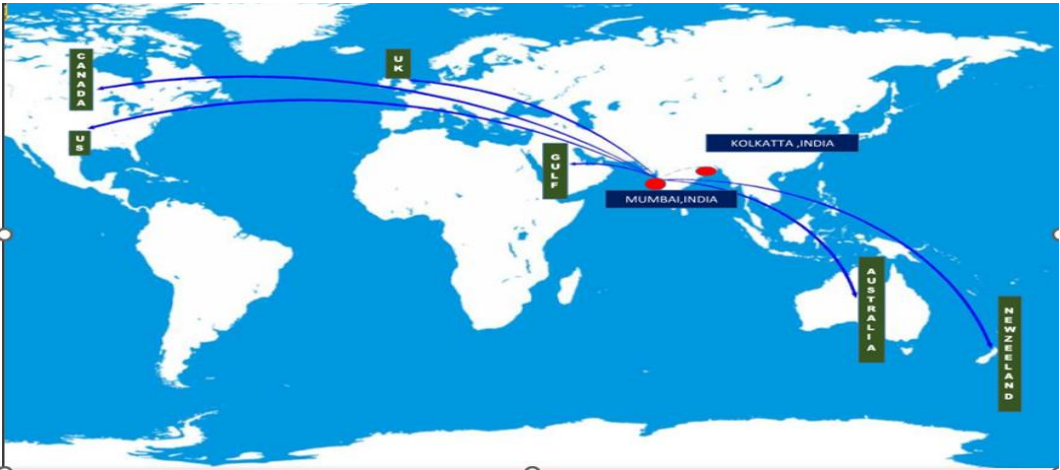 CANADA
UK
US
GULF
KOLKATTA ,INDIA
MUMBAI,INDIA
AUSTRALIA
NEWZEELAND